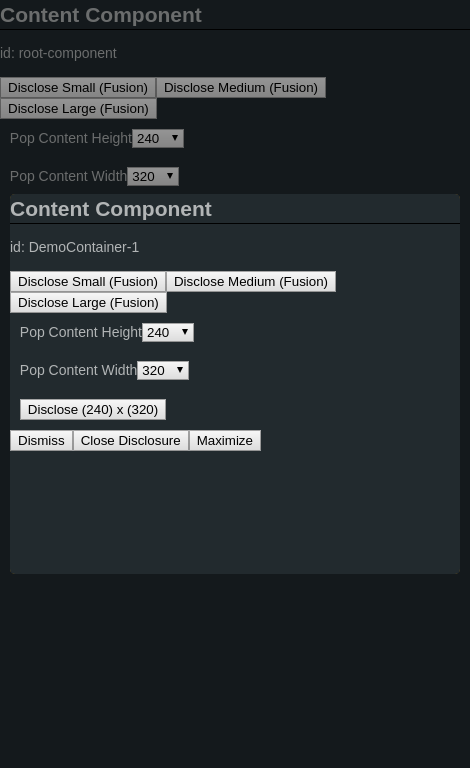 Content Component
id: root-component
Disclose Small (Fusion) Disclose Medium (Fusion)
Disclose Large (Fusion)
Pop Content Height 240
Pop Content Width 320
Content Component
id: DemoContainer-1
Disclose Small (Fusion) Disclose Medium (Fusion)
Disclose Large (Fusion)
Pop Content Height 240
Pop Content Width 320
Disclose (240) x (320)
Dismiss Close Disclosure Maximize